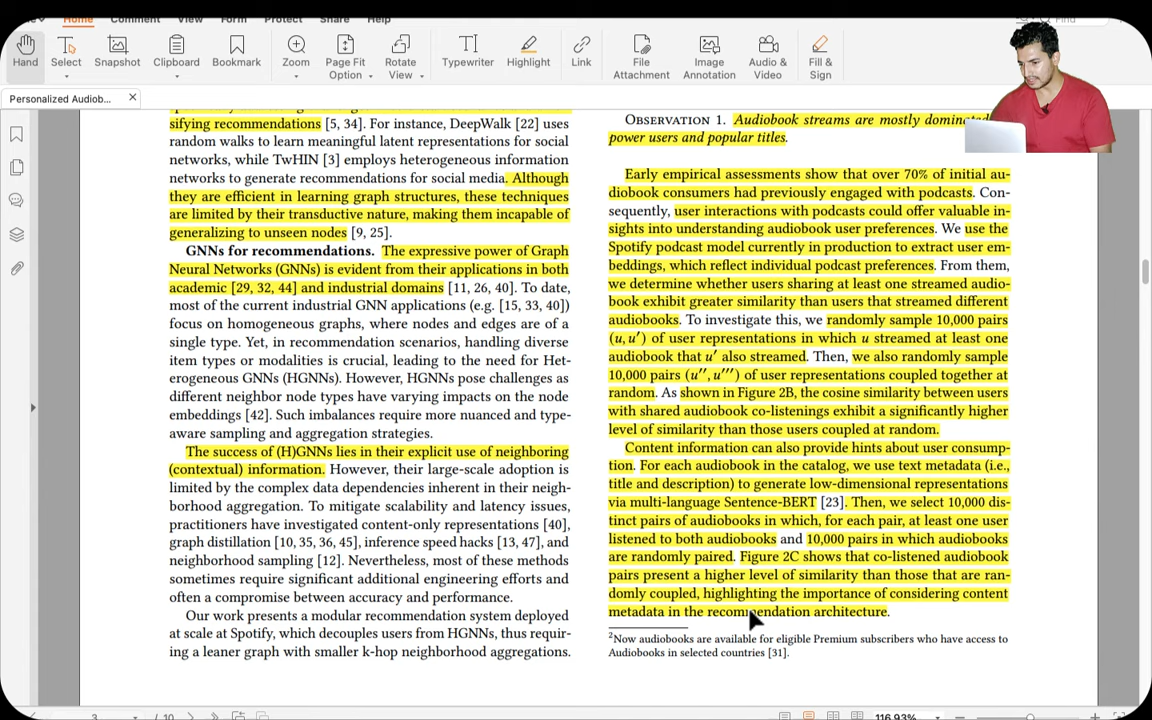 Home
Comment
View
Form
Protect
Share
Help
Find
Hand
Select
Snapshot
Clipboard
Bookmark
Zoom
Page Fit
Option
Rotate
View
Typewriter
Highlight
Link
File
Attachment
Image
Annotation
Audio &
Video
Fill &
Sign
Personalized Audiob...
sifying recommendations [5, 34]. For instance, DeepWalk [22] uses
random walks to learn meaningful latent representations for social
networks, while TwHIN [3] employs heterogeneous information
networks to generate recommendations for social media. Although
they are efficient in learning graph structures, these techniques
are limited by their transductive nature, making them incapable of
generalizing to unseen nodes [9, 25].
GNNs for recommendations. The expressive power of Graph
Neural Networks (GNNs) is evident from their applications in both
academic [29, 32, 44] and industrial domains [11, 26, 40]. To date,
most of the current industrial GNN applications (e.g. [15, 33, 40])
focus on homogeneous graphs, where nodes and edges are of a
single type. Yet, in recommendation scenarios, handling diverse
item types or modalities is crucial, leading to the need for Het-
erogeneous GNNs (HGNNs). However, HGNNs pose challenges as
different neighbor node types have varying impacts on the node
embeddings [42]. Such imbalances require more nuanced and type-
aware sampling and aggregation strategies.
The success of (H)GNNs lies in their explicit use of neighboring
(contextual) information. However, their large-scale adoption is
limited by the complex data dependencies inherent in their neigh-
borhood aggregation. To mitigate scalability and latency issues,
practitioners have investigated content-only representations [40],
graph distillation [10, 35, 36, 45], inference speed hacks [13, 47], and
neighborhood sampling [12]. Nevertheless, most of these methods
sometimes require significant additional engineering efforts and
often a compromise between accuracy and performance.
Our work presents a modular recommendation system deployed
at scale at Spotify, which decouples users from HGNNs, thus requir-
ing a leaner graph with smaller k-hop neighborhood aggregations.
Observation 1. Audiobook streams are mostly dominated
power users and popular titles.
Early empirical assessments show that over 70% of initial au-
diobook consumers had previously engaged with podcasts. Con-
sequently, user interactions with podcasts could offer valuable in-
sights into understanding audiobook user preferences. We use the
Spotify podcast model currently in production to extract user em-
beddings, which reflect individual podcast preferences. From them,
we determine whether users sharing at least one streamed audio-
book exhibit greater similarity than users that streamed different
audiobooks. To investigate this, we randomly sample 10,000 pairs
(u, u′) of user representations in which u streamed at least one
audiobook that u′ also streamed. Then, we also randomly sample
10,000 pairs (u′′, u′′′) of user representations coupled together at
random. As shown in Figure 2B, the cosine similarity between users
with shared audiobook co-listenings exhibit a significantly higher
level of similarity than those users coupled at random.
Content information can also provide hints about user consump-
tion. For each audiobook in the catalog, we use text metadata (i.e.,
title and description) to generate low-dimensional representations
via multi-language Sentence-BERT [23]. Then, we select 10,000 dis-
tinct pairs of audiobooks in which, for each pair, at least one user
listened to both audiobooks and 10,000 pairs in which audiobooks
are randomly paired. Figure 2C shows that co-listened audiobook
pairs present a higher level of similarity than those that are ran-
domly coupled, highlighting the importance of considering content
metadata in the recommendation architecture.
2Now audiobooks are available for eligible Premium subscribers who have access to
Audiobooks in selected countries [31].
3
/ 10
116.93%